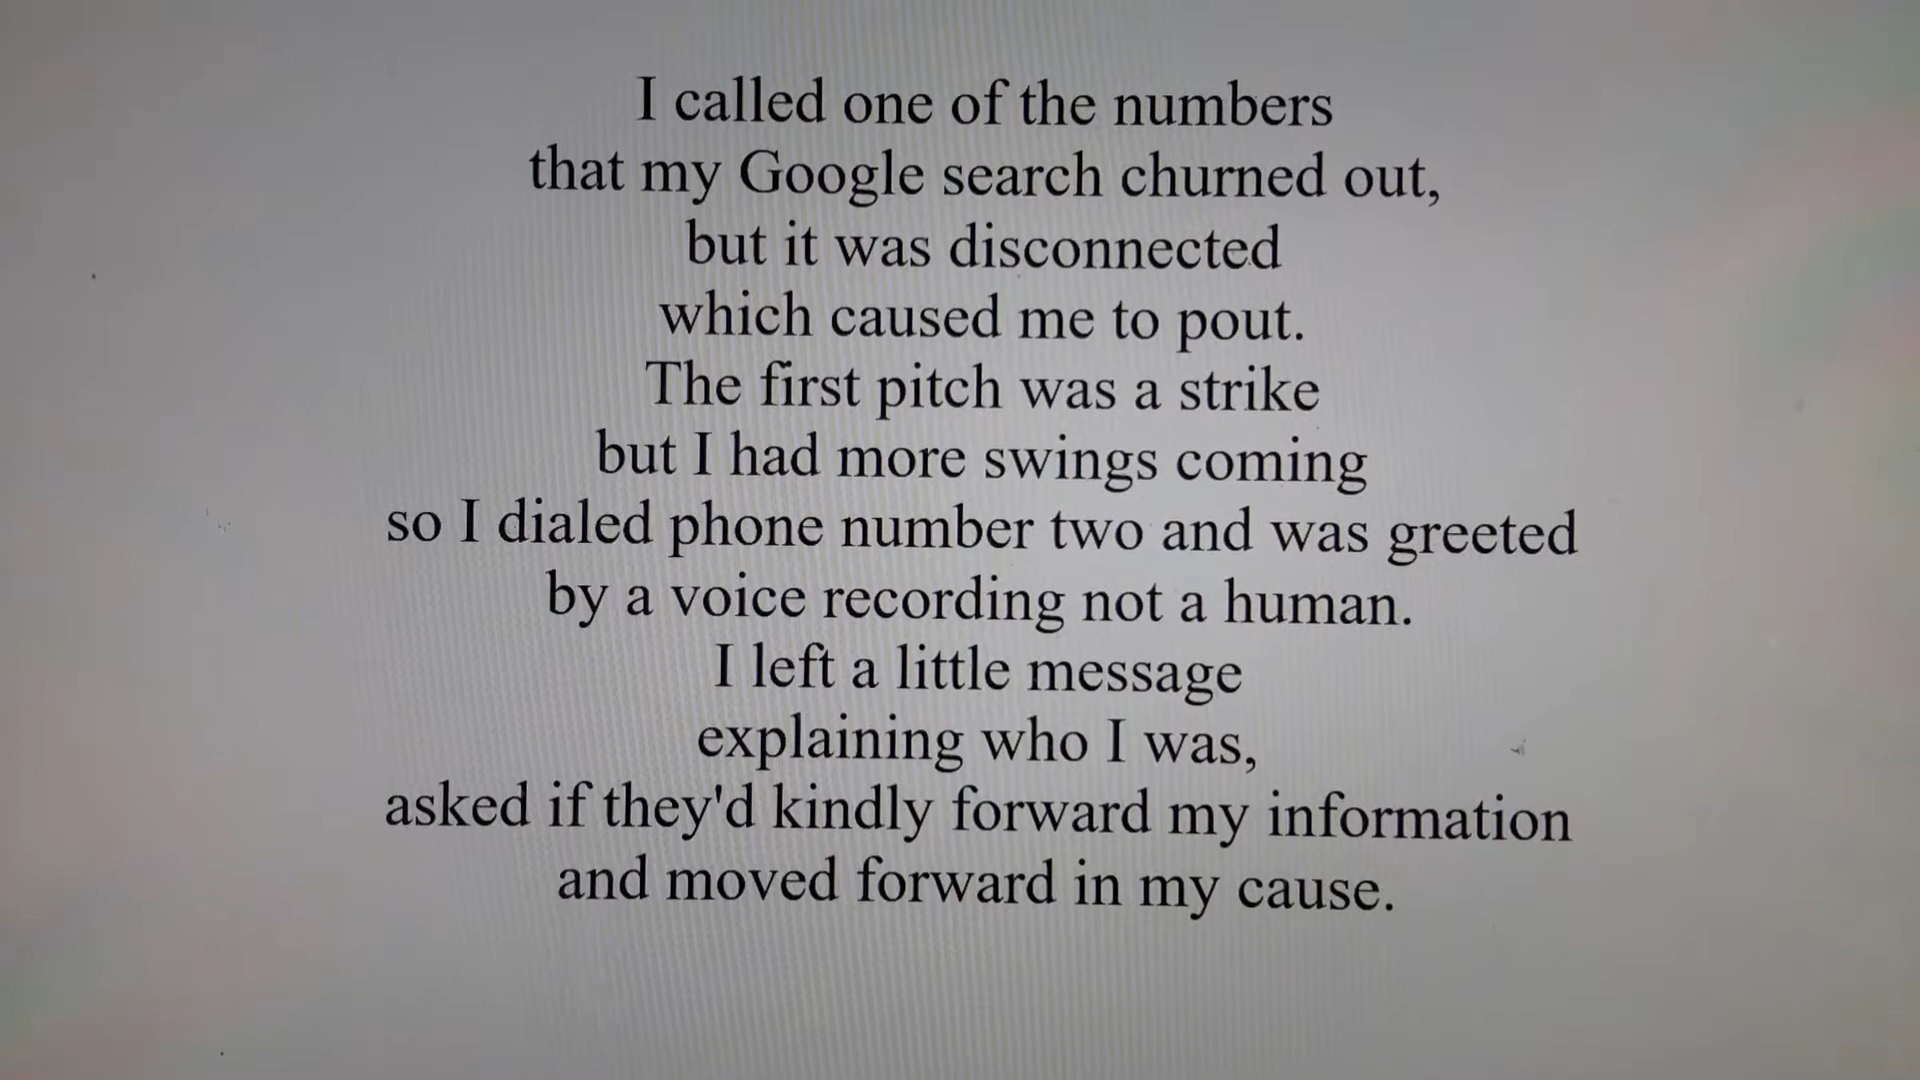 I called one of the numbers
that my Google search churned out,
but it was disconnected
which caused me to pout.
The first pitch was a strike
but I had more swings coming
so I dialed phone number two and was greeted
by a voice recording not a human.
I left a little message
explaining who I was,
asked if they'd kindly forward my information
and moved forward in my cause.